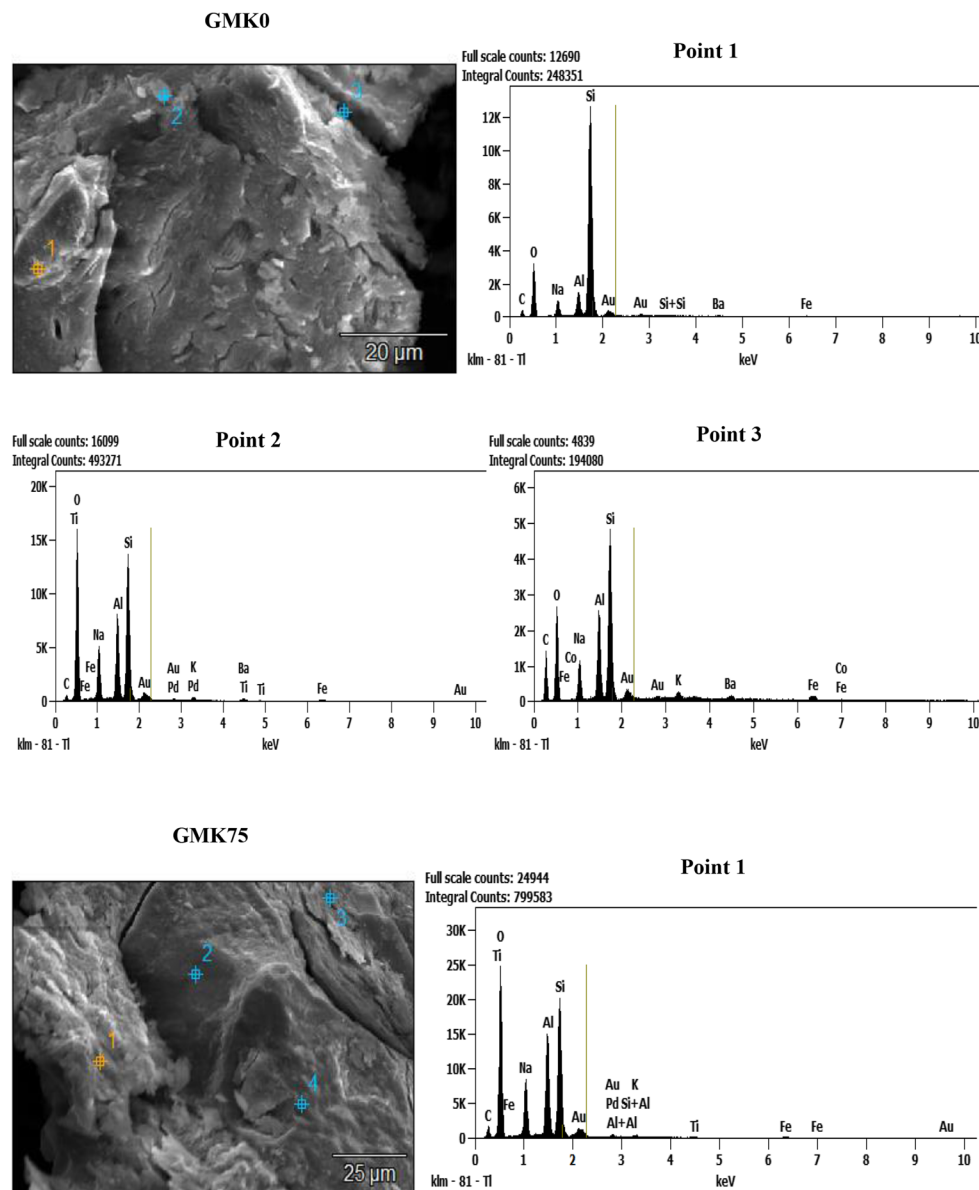 GMK0
1
2
3
20 µm
Point 1
Full scale counts: 12690
Integral Counts: 248351
12K
10K
8K
6K
4K
2K
0
Si
O
C
Na
Al
Au
Au
Si+Si
Ba
Fe
0 1 2 3 4 5 6 7 8 9 10
klm - 81 - Tl
keV
Point 2
Full scale counts: 16099
Integral Counts: 493271
20K
15K
10K
5K
0
O
Ti
Si
Al
Na
Fe
C
Fe
Au
Au
Pd
K
Pd
Ba
Ti
Ti
Fe
Au
0 1 2 3 4 5 6 7 8 9 10
klm - 81 - Tl
keV
Point 3
Full scale counts: 4839
Integral Counts: 194080
6K
5K
4K
3K
2K
1K
0
Si
O
Al
C
Co
Na
Fe
Au
Au
K
Ba
Fe
Co
Fe
0 1 2 3 4 5 6 7 8 9 10
klm - 81 - Tl
keV
GMK75
1
2
3
4
25 µm
Point 1
Full scale counts: 24944
Integral Counts: 799583
30K
25K
20K
15K
10K
5K
0
O
Ti
Si
Al
Na
C
Fe
Au
Au K
Pd Si+Al
Al+Al
Ti
Fe
Fe
Au
0 1 2 3 4 5 6 7 8 9 10
klm - 81 - Tl
keV